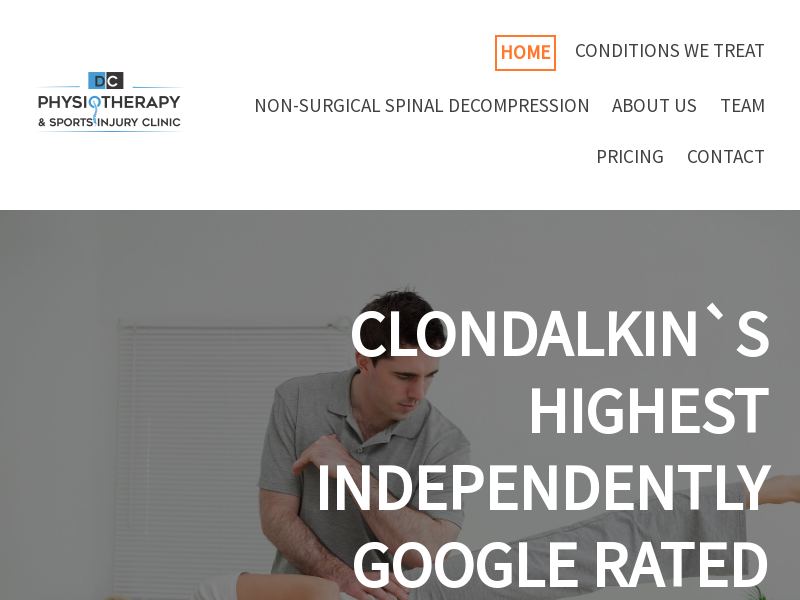 DC
PHYSIOTHERAPY
& SPORTS INJURY CLINIC
HOME CONDITIONS WE TREAT
NON-SURGICAL SPINAL DECOMPRESSION ABOUT US TEAM
PRICING CONTACT
CLONDALKIN`S
HIGHEST
INDEPENDENTLY
GOOGLE RATED